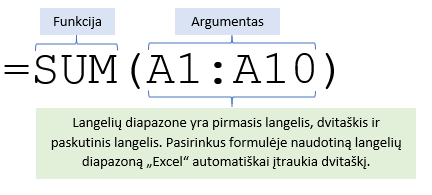 Funkcija Argumentas
=SUM(A1:A10)
Langelių diapazone yra pirmasis langelis, dvitaškis ir
paskutinis langelis. Pasirinkus formulėje naudotiną langelių
diapazoną „Excel“ automatiškai įtraukia dvitaškį.